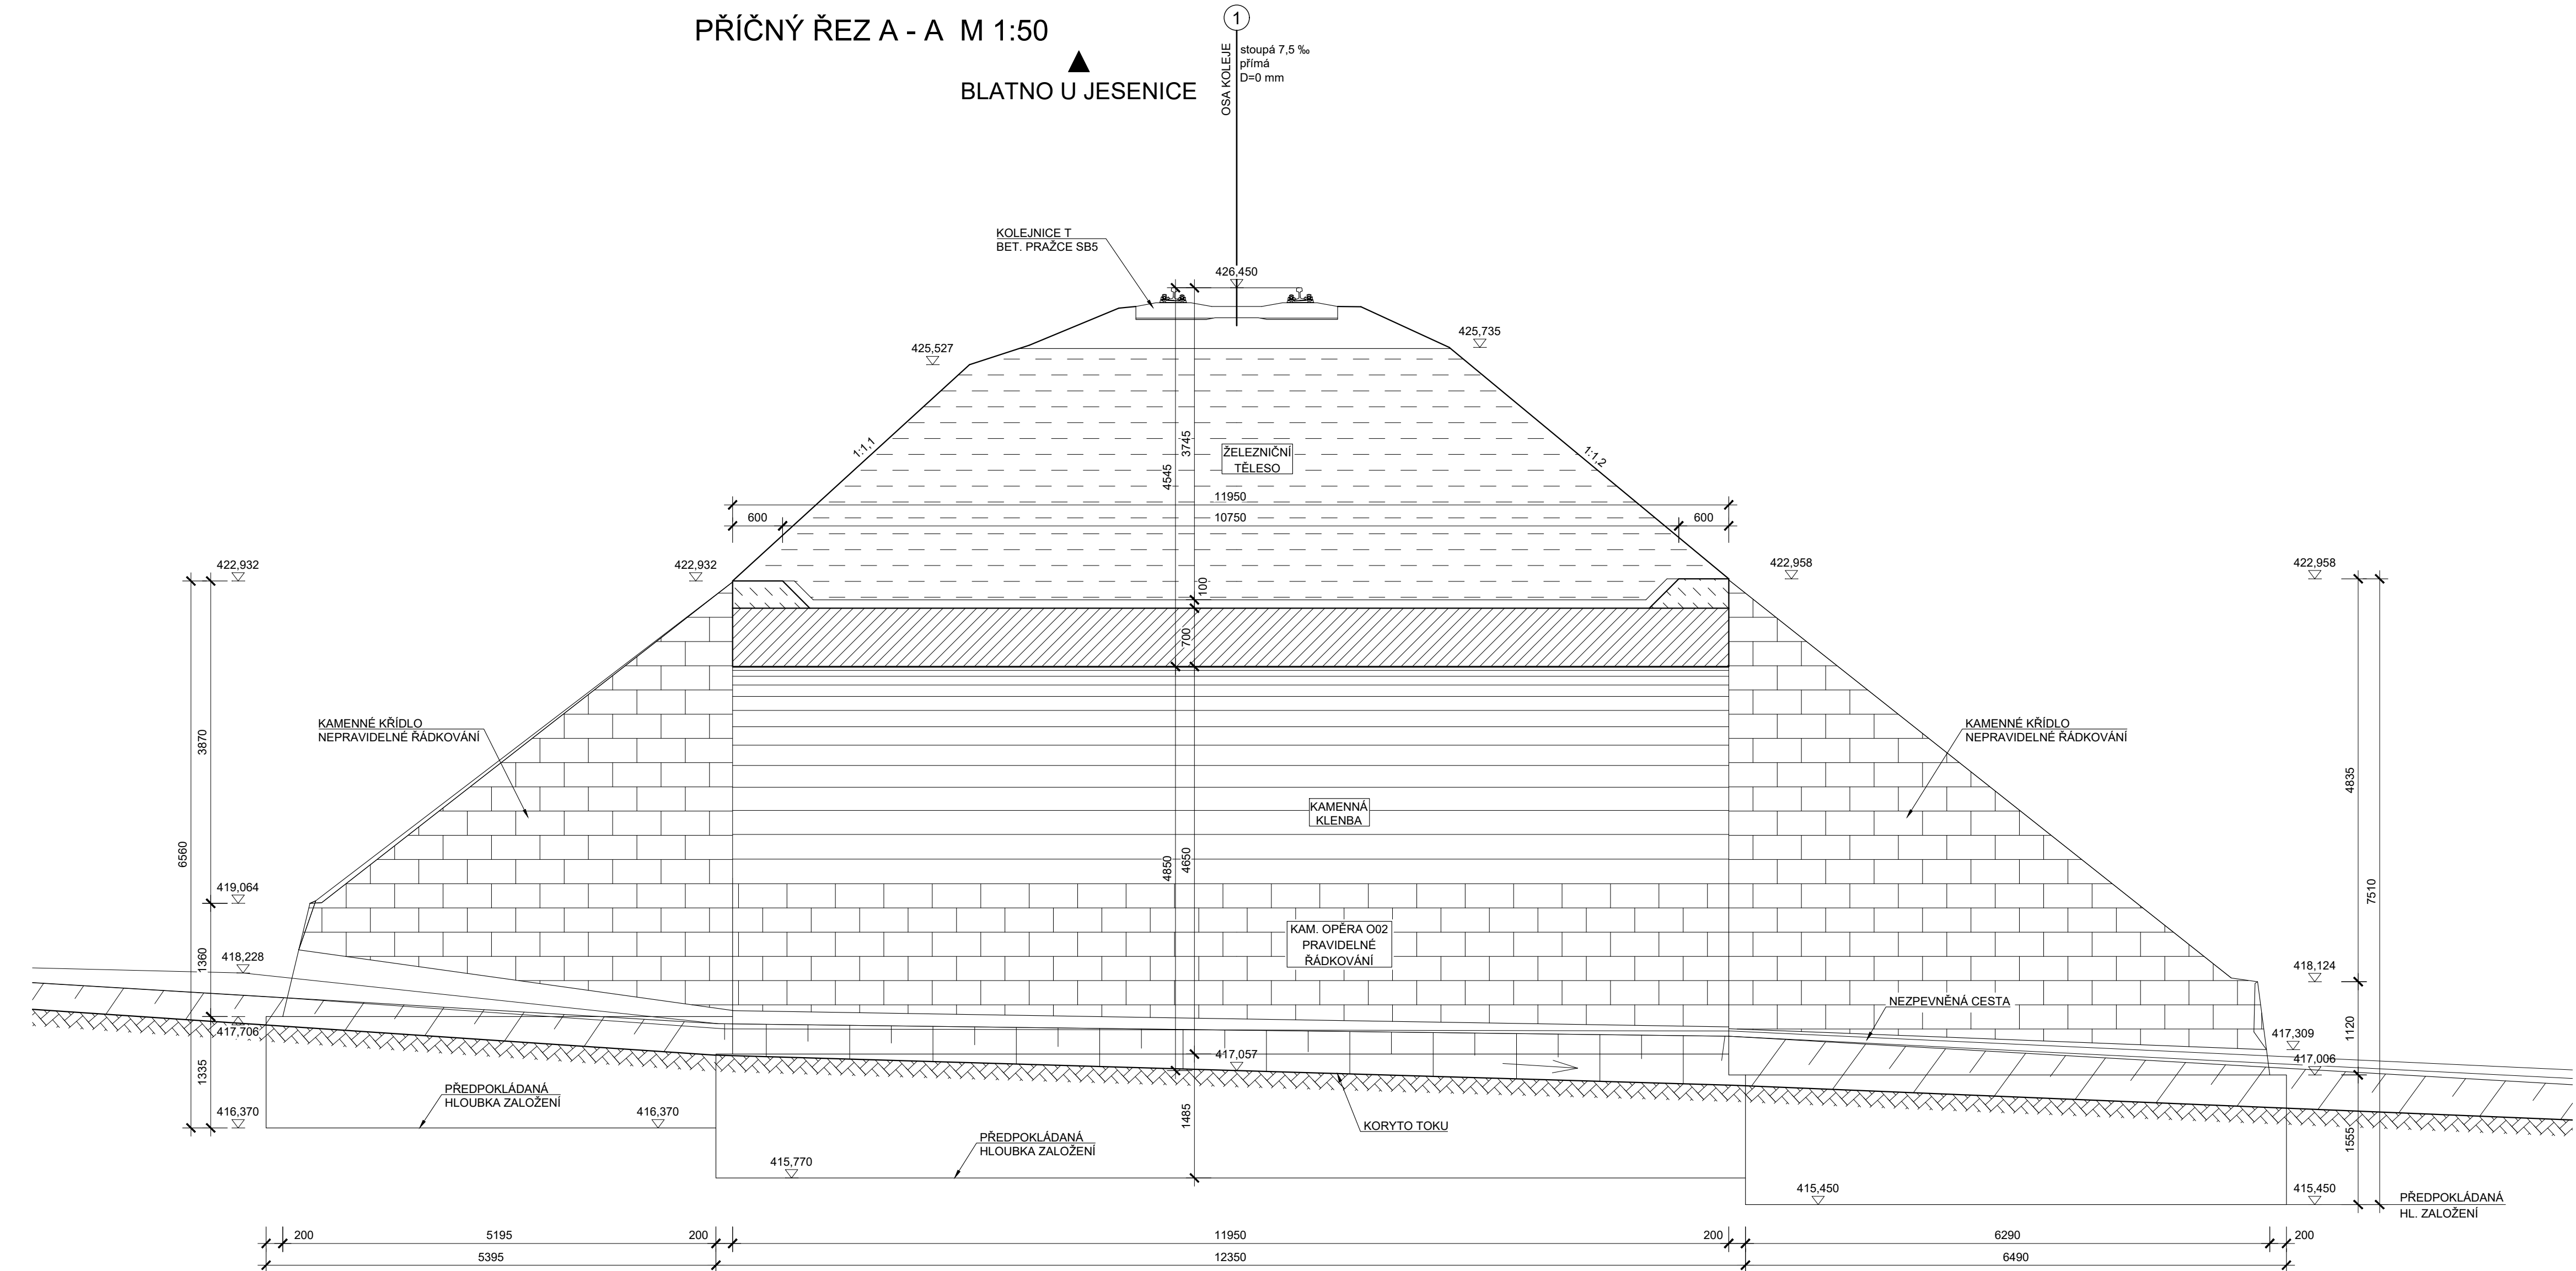 PŘÍČNÝ ŘEZ A - A  M 1:50
1
BLATNO U JESENICE
OSA KOLEJE
stoupá 7,5 ‰
přímá
D=0 mm
KOLEJNICE T
BET. PRAŽCE SB5
426,450
425,527
425,735
1:1,1
1:1,2
3745
4545
ŽELEZNIČNÍ
TĚLESO
11950
600
10750
600
422,932
422,932
422,958
422,958
100
700
KAMENNÉ KŘÍDLO
NEPRAVIDELNÉ ŘÁDKOVÁNÍ
KAMENNÉ KŘÍDLO
NEPRAVIDELNÉ ŘÁDKOVÁNÍ
3870
6560
4835
7510
KAMENNÁ
KLENBA
4850
4650
419,064
KAM. OPĚRA O02
PRAVIDELNÉ
ŘÁDKOVÁNÍ
1360
418,228
418,124
NEZPEVNĚNÁ CESTA
417,706
1120
417,309
417,057
417,006
1335
PŘEDPOKLÁDANÁ
HLOUBKA ZALOŽENÍ
416,370
416,370
1485
KORYTO TOKU
PŘEDPOKLÁDANÁ
HLOUBKA ZALOŽENÍ
1555
415,770
415,450
415,450
PŘEDPOKLÁDANÁ
HL. ZALOŽENÍ
200
5195
200
11950
200
6290
200
5395
12350
6490